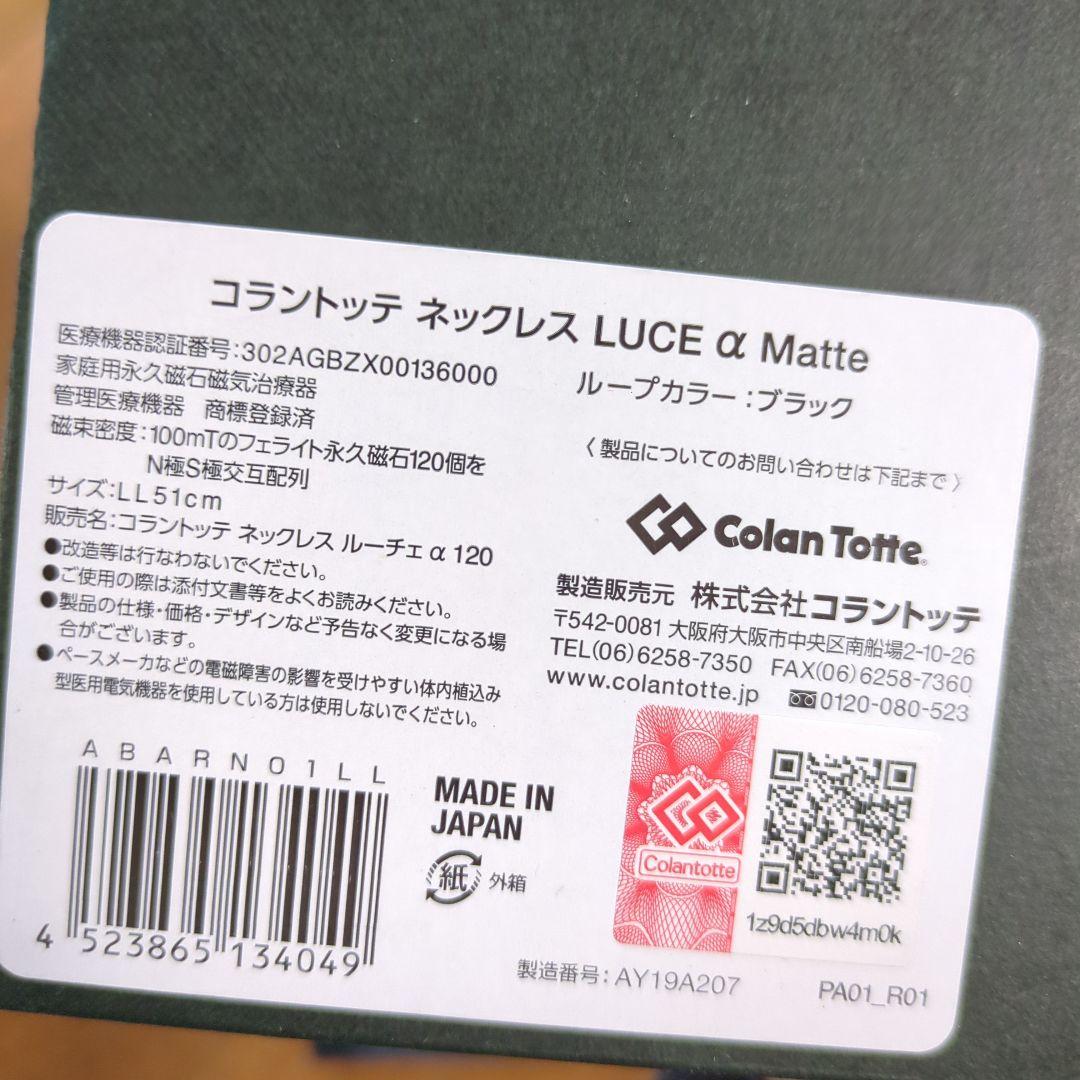 コラントッテ ネックレス LUCE α Matte
医療機器認証番号:302AGBZX00136000
家庭用永久磁石磁気治療器
管理医療機器 商標登録済
磁束密度:100mTのフェライト永久磁石120個を
N極S極交互配列
サイズ:LL51cm
販売名:コラントッテ ネックレス ルーチェ α 120
●改造等は行なわないでください。
●ご使用の際は添付文書等をよくお読みください。
●製品の仕様・価格・デザインなど予告なく変更になる場
合がございます。
●ペースメーカなどの電磁障害の影響を受けやすい体内植込み
型医用電気機器を使用している方は使用しないでください。
ループカラー:ブラック
〈製品についてのお問い合わせは下記まで〉
Colan Totte®
製造販売元 株式会社コラントッテ
〒542-0081 大阪府大阪市中央区南船場2-10-26
TEL(06)6258-7350 FAX(06)6258-7360
www.colantotte.jp 0120-080-523
ABARN01LL
4 523865 134049
MADE IN
JAPAN
紙 外箱
Colantotte
1z9d5dbw4m0k
製造番号:AY19A207
PA01_R01